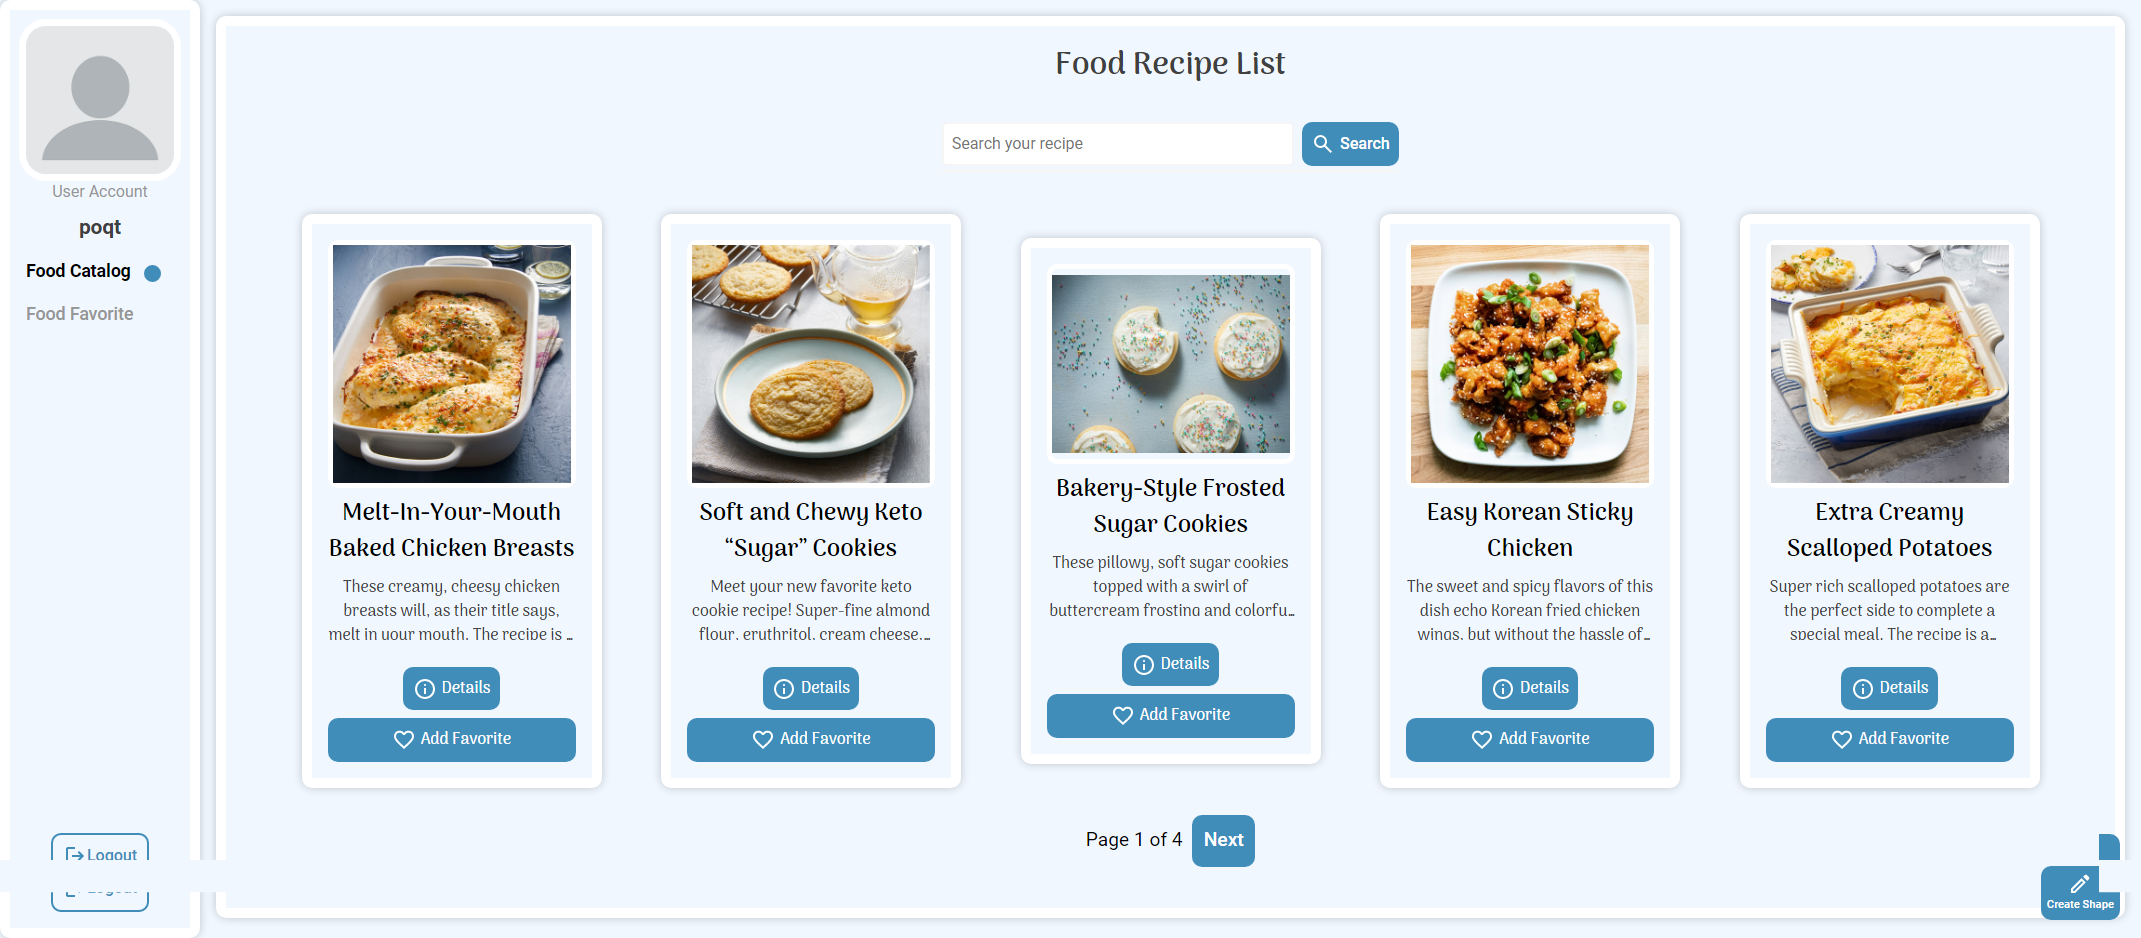 User Account
poqt
Food Catalog
Food Favorite
Logout
Food Recipe List
Search your recipe
Search
Melt-In-Your-Mouth
Baked Chicken Breasts
These creamy, cheesy chicken
breasts will, as their title says,
melt in your mouth. The recipe is …
Details
Add Favorite
Soft and Chewy Keto
“Sugar” Cookies
Meet your new favorite keto
cookie recipe! Super-fine almond
flour, erythritol, cream cheese,…
Details
Add Favorite
Bakery-Style Frosted
Sugar Cookies
These pillowy, soft sugar cookies
topped with a swirl of
buttercream frosting and colorfu…
Details
Add Favorite
Easy Korean Sticky
Chicken
The sweet and spicy flavors of this
dish echo Korean fried chicken
wings, but without the hassle of…
Details
Add Favorite
Extra Creamy
Scalloped Potatoes
Super rich scalloped potatoes are
the perfect side to complete a
special meal. The recipe is a…
Details
Add Favorite
Page 1 of 4
Next
Create Shape